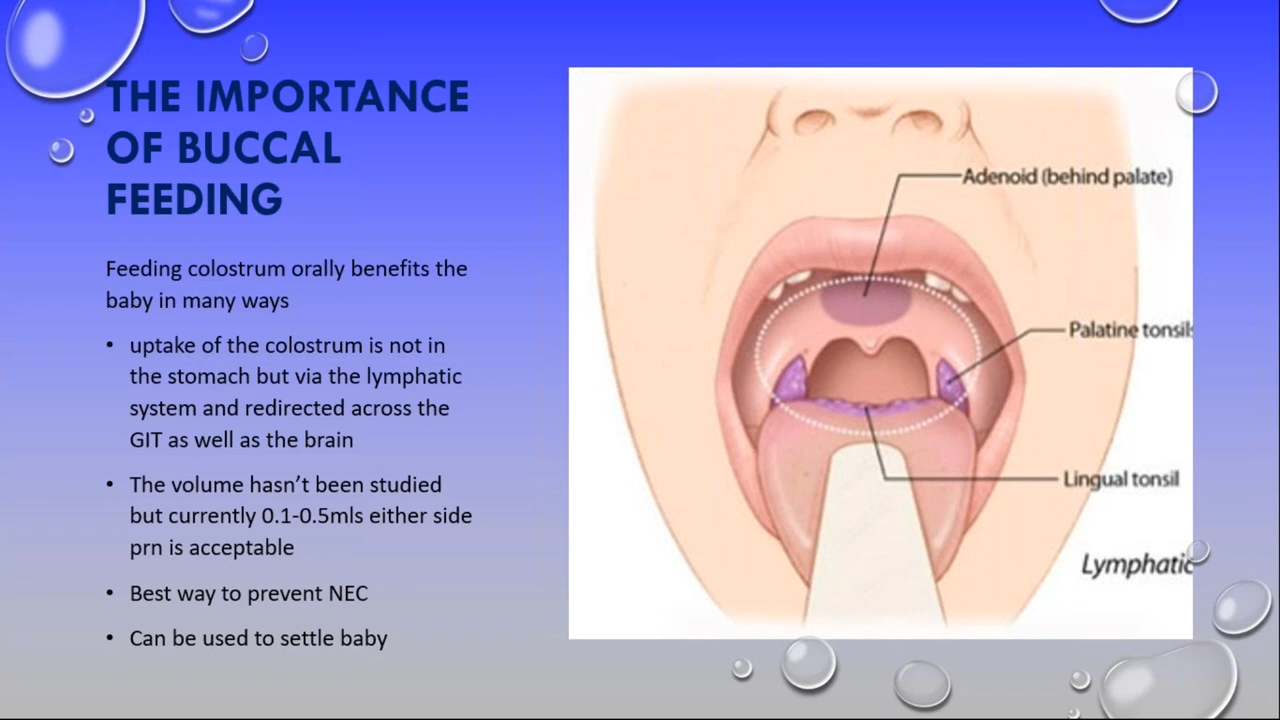 THE IMPORTANCE
OF BUCCAL
FEEDING
Feeding colostrum orally benefits the
baby in many ways
• uptake of the colostrum is not in
the stomach but via the lymphatic
system and redirected across the
GIT as well as the brain
• The volume hasn’t been studied
but currently 0.1-0.5mls either side
prn is acceptable
• Best way to prevent NEC
• Can be used to settle baby
Adenoid (behind palate)
Palatine tonsils
Lingual tonsil
Lymphatic